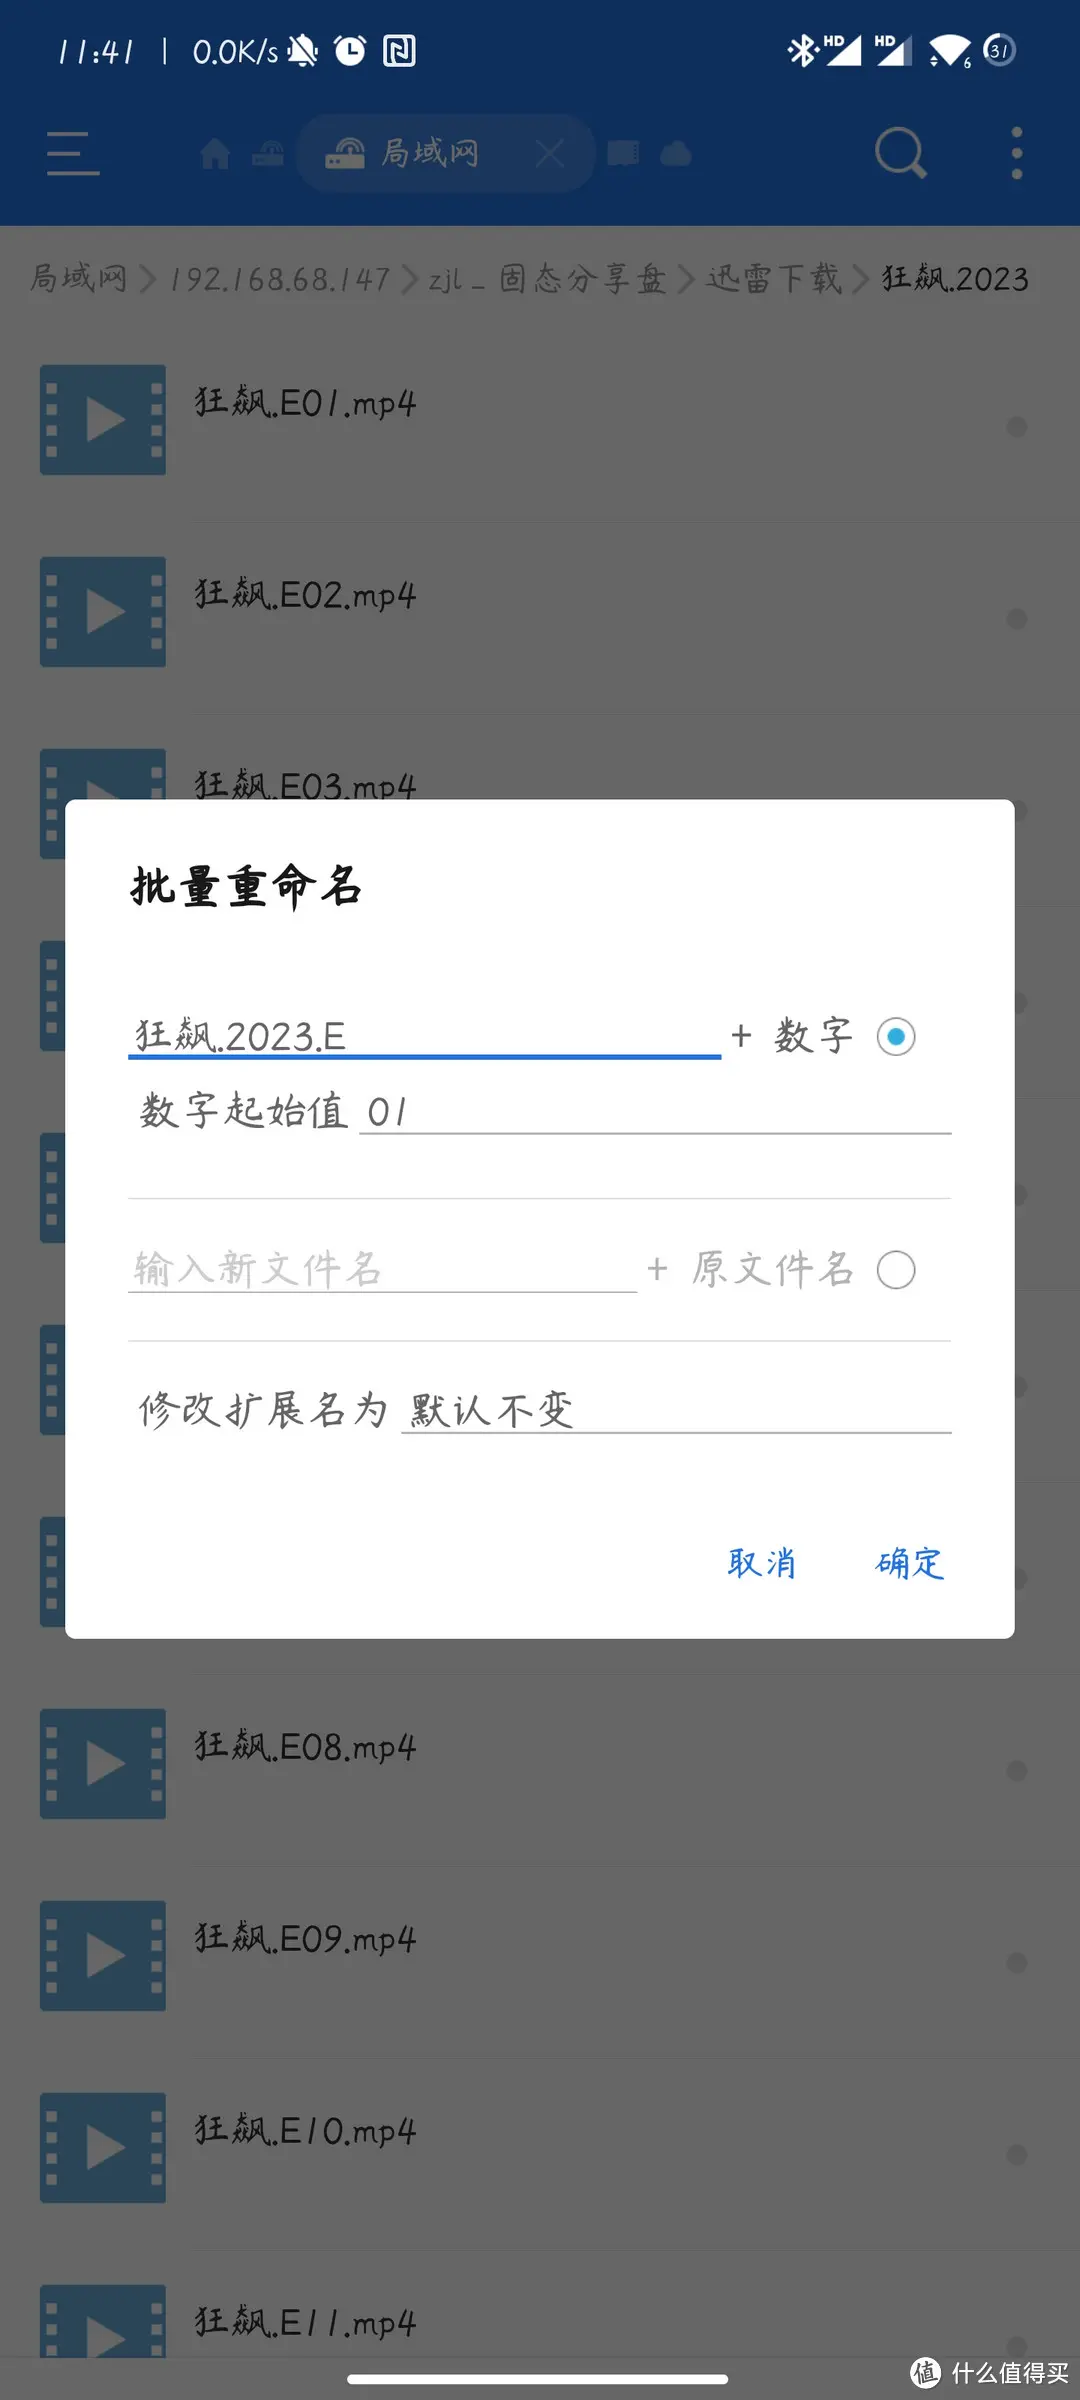 11:41 | 0.0K/s HD HD 6 31
局域网
局域网 > 192.168.68.147 > zjl_固态分享盘 > 迅雷下载 > 狂飙.2023
狂飙.E01.mp4
狂飙.E02.mp4
狂飙.E03.mp4
批量重命名
狂飙.2023.E + 数字
数字起始值 01
输入新文件名 + 原文件名
修改扩展名为 默认不变
取消 确定
狂飙.E08.mp4
狂飙.E09.mp4
狂飙.E10.mp4
狂飙.E11.mp4
值 什么值得买